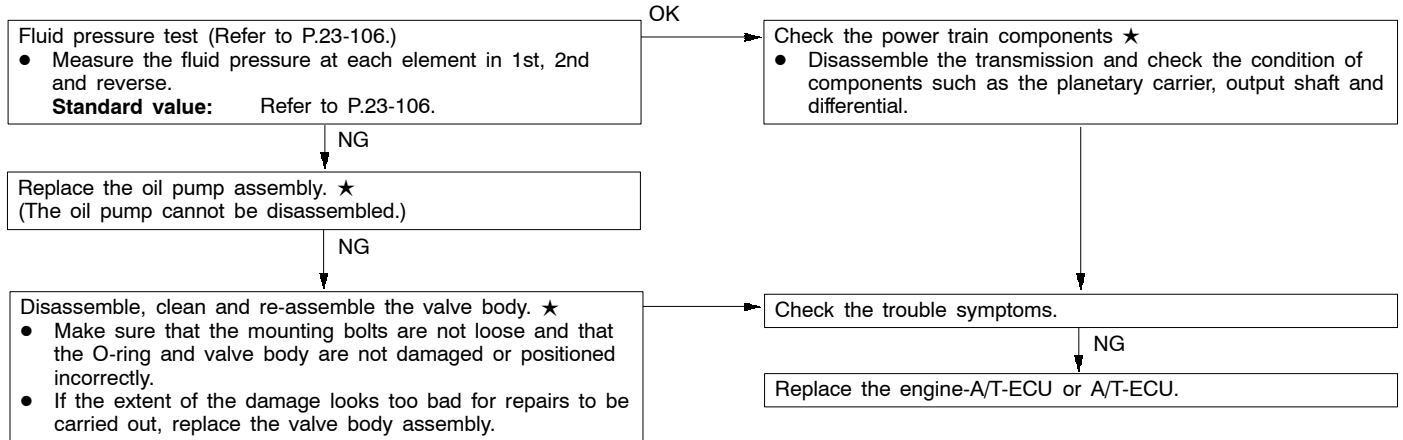 Fluid pressure test (Refer to P.23-106.)
● Measure the fluid pressure at each element in 1st, 2nd
and reverse.
Standard value: Refer to P.23-106.
OK
Check the power train components ★
● Disassemble the transmission and check the condition of
components such as the planetary carrier, output shaft and
differential.
NG
Replace the oil pump assembly. ★
(The oil pump cannot be disassembled.)
NG
Disassemble, clean and re-assemble the valve body. ★
● Make sure that the mounting bolts are not loose and that
the O-ring and valve body are not damaged or positioned
incorrectly.
● If the extent of the damage looks too bad for repairs to be
carried out, replace the valve body assembly.
Check the trouble symptoms.
NG
Replace the engine-A/T-ECU or A/T-ECU.